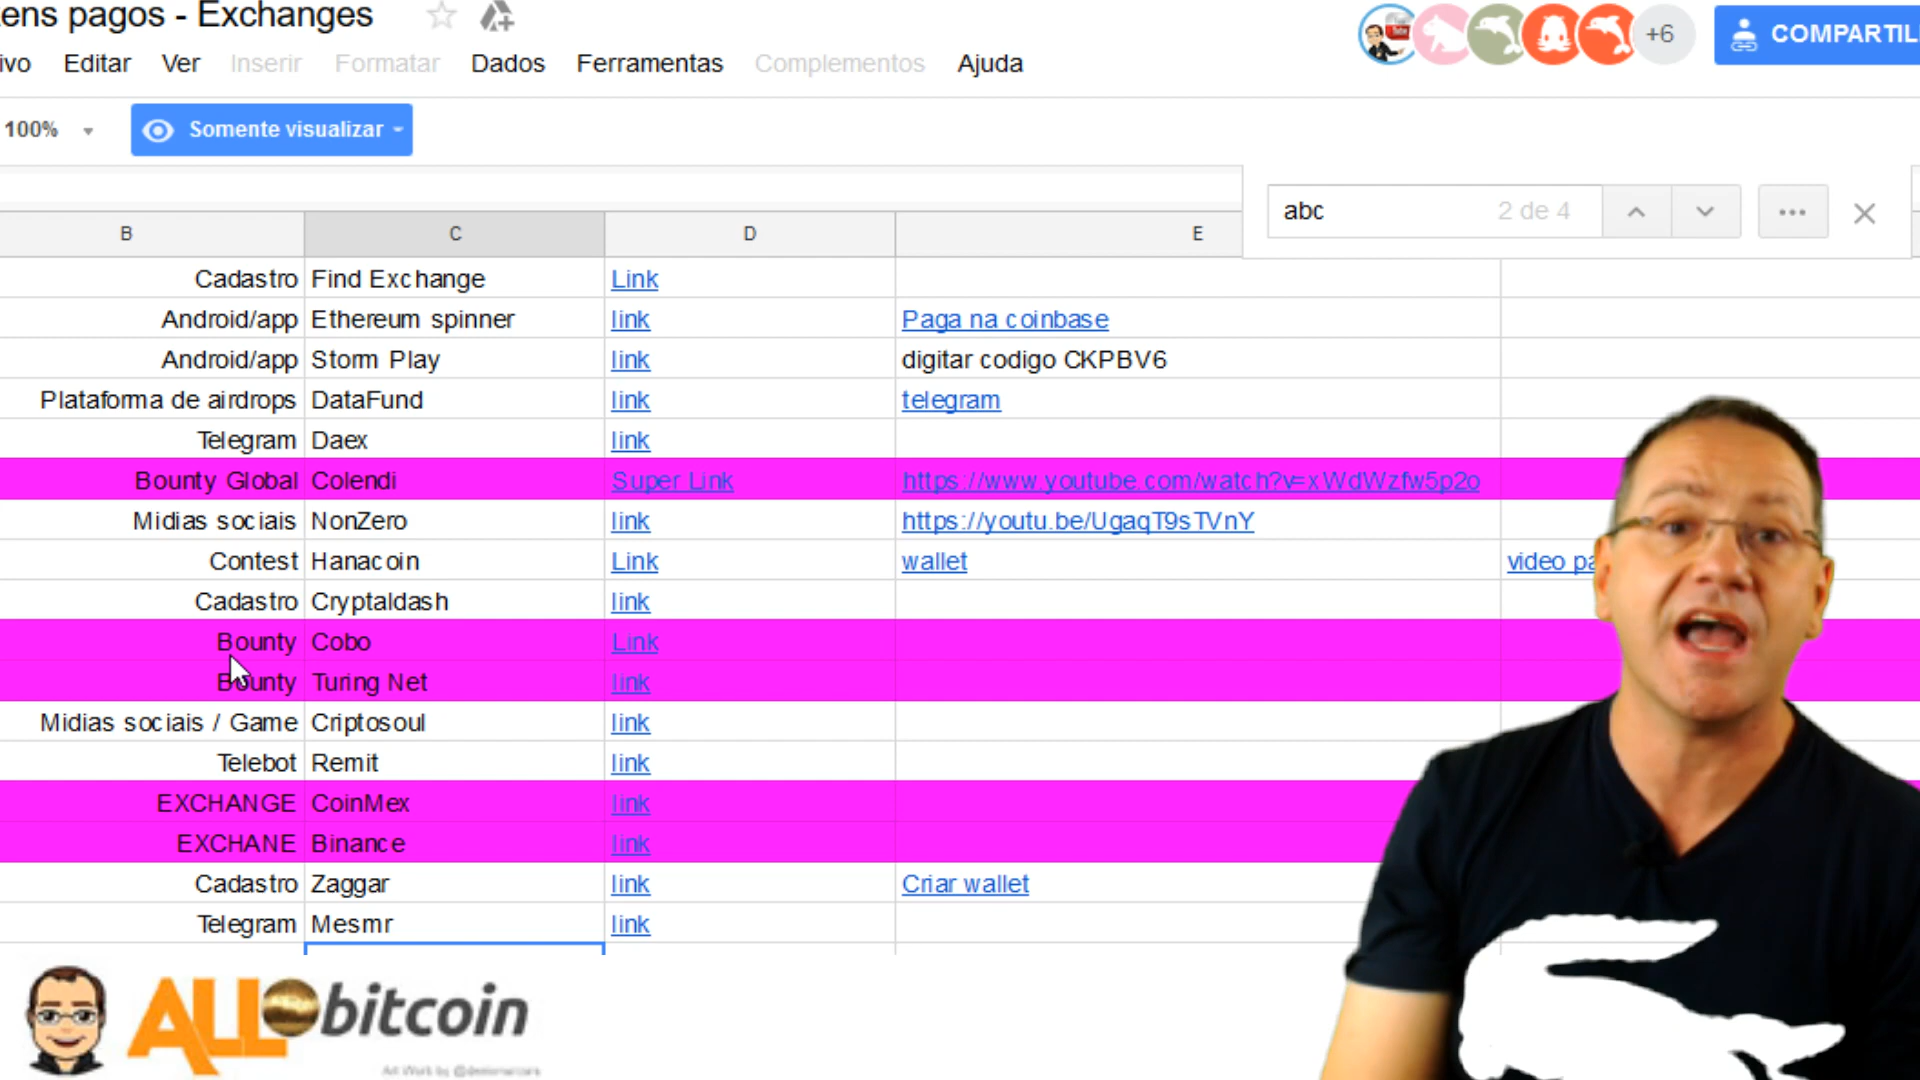 ens pagos - Exchanges
ivo Editar Ver Inserir Formatar Dados Ferramentas Complementos Ajuda
+6
COMPARTIL
100% Somente visualizar
abc 2 de 4
B C D E
Cadastro Find Exchange Link
Android/app Ethereum spinner link Paga na coinbase
Android/app Storm Play link digitar codigo CKPBV6
Plataforma de airdrops DataFund link telegram
Telegram Daex link
Bounty Global Colendi Super Link https://www.youtube.com/watch?v=xWdWzfw5p2o
Midias sociais NonZero link https://youtu.be/UgaqT9sTVnY
Contest Hanacoin Link wallet video pa
Cadastro Cryptaldash link
Bounty Cobo Link
Bounty Turing Net link
Midias sociais / Game Criptosoul link
Telebot Remit link
EXCHANGE CoinMex link
EXCHANE Binance link
Cadastro Zaggar link Criar wallet
Telegram Mesmr link
ALLbitcoin